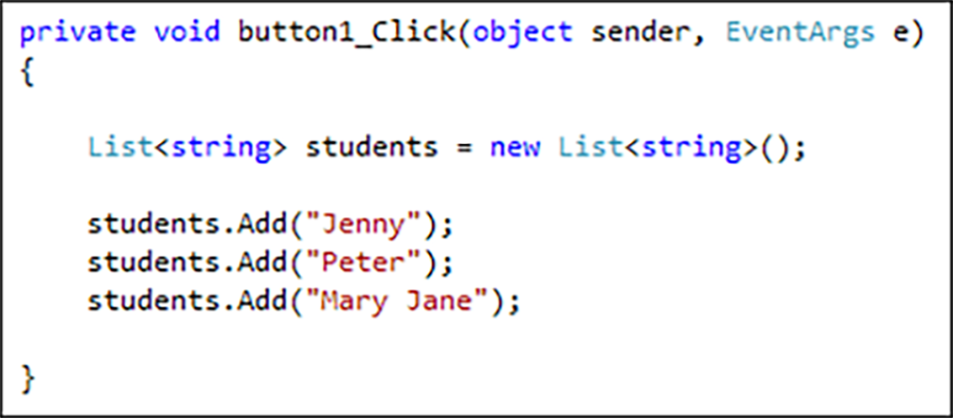 private void button1_Click(object sender, EventArgs e)
{
List<string> students = new List<string>();
students.Add("Jenny");
students.Add("Peter");
students.Add("Mary Jane");
}